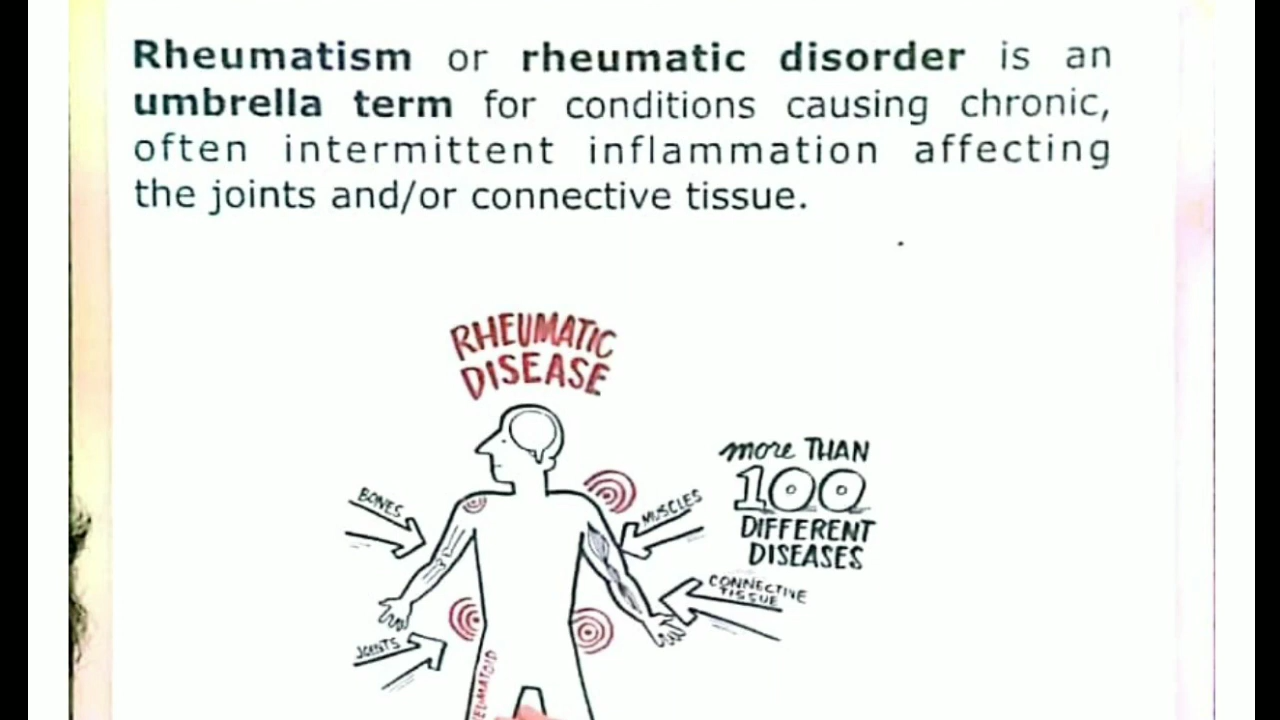 Rheumatism or rheumatic disorder is an
umbrella term for conditions causing chronic,
often intermittent inflammation affecting
the joints and/or connective tissue.
RHEUMATIC
DISEASE
more THAN
100
DIFFERENT
DISEASES
BONES
MUSCLES
CONNECTIVE
TISSUE
JOINTS